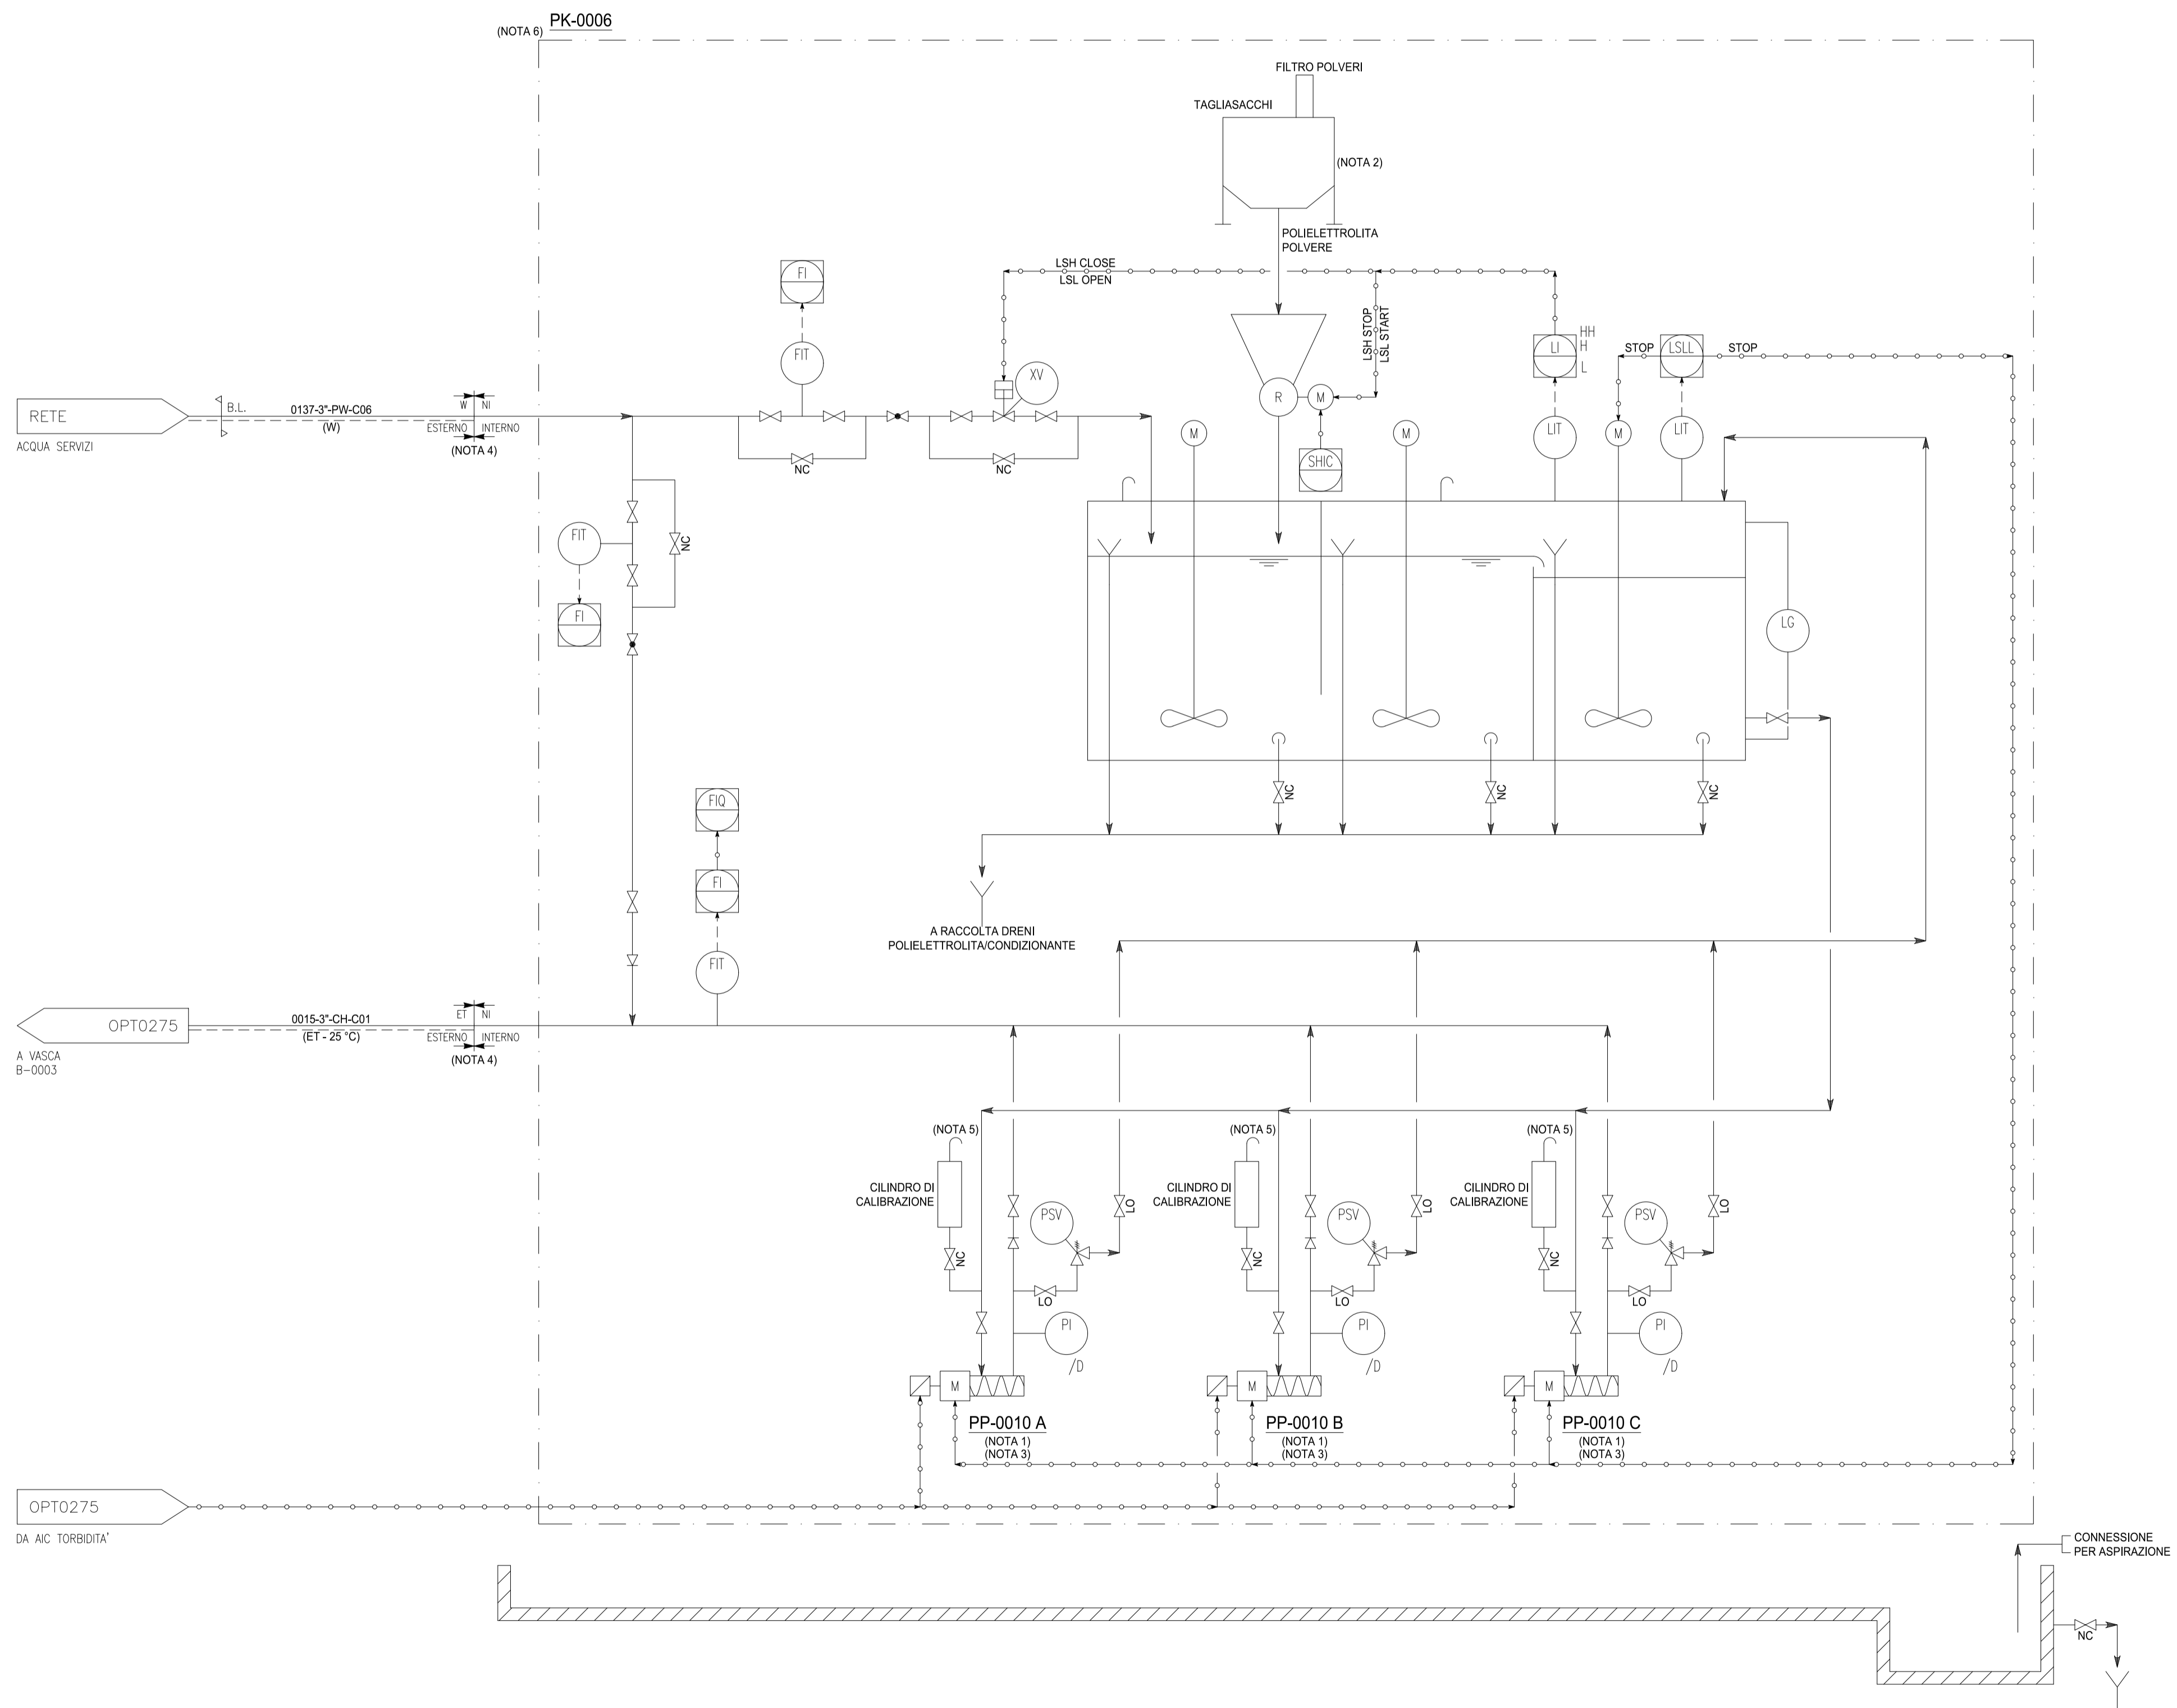 PK-0006
(NOTA 6)
FILTRO POLVERI
TAGLIASACCHI
(NOTA 2)
POLIELETTROLITA
POLVERE
LSH CLOSE
LSL OPEN
LSH STOP
LSL START
FI
FIT
XV
R
M
SHIC
LI
HH
H
L
STOP
LSLL
STOP
LIT
M
LIT
M
M
RETE
ACQUA SERVIZI
B.L.
0137-3"-PW-C06
(W)
W
NI
ESTERNO
INTERNO
(NOTA 4)
NC
NC
FIT
NC
FI
LG
NC
NC
NC
FIQ
FI
FIT
A RACCOLTA DRENI
POLIELETTROLITA/CONDIZIONANTE
OPT0275
A VASCA
B-0003
0015-3"-CH-C01
(ET - 25 °C)
ET
NI
ESTERNO
INTERNO
(NOTA 4)
(NOTA 5)
CILINDRO DI
CALIBRAZIONE
NC
PSV
LO
LO
PI
/D
M
PP-0010 A
(NOTA 1)
(NOTA 3)
(NOTA 5)
CILINDRO DI
CALIBRAZIONE
NC
PSV
LO
LO
PI
/D
M
PP-0010 B
(NOTA 1)
(NOTA 3)
(NOTA 5)
CILINDRO DI
CALIBRAZIONE
NC
PSV
LO
LO
PI
/D
M
PP-0010 C
(NOTA 1)
(NOTA 3)
OPT0275
DA AIC TORBIDITA'
CONNESSIONE
PER ASPIRAZIONE
NC